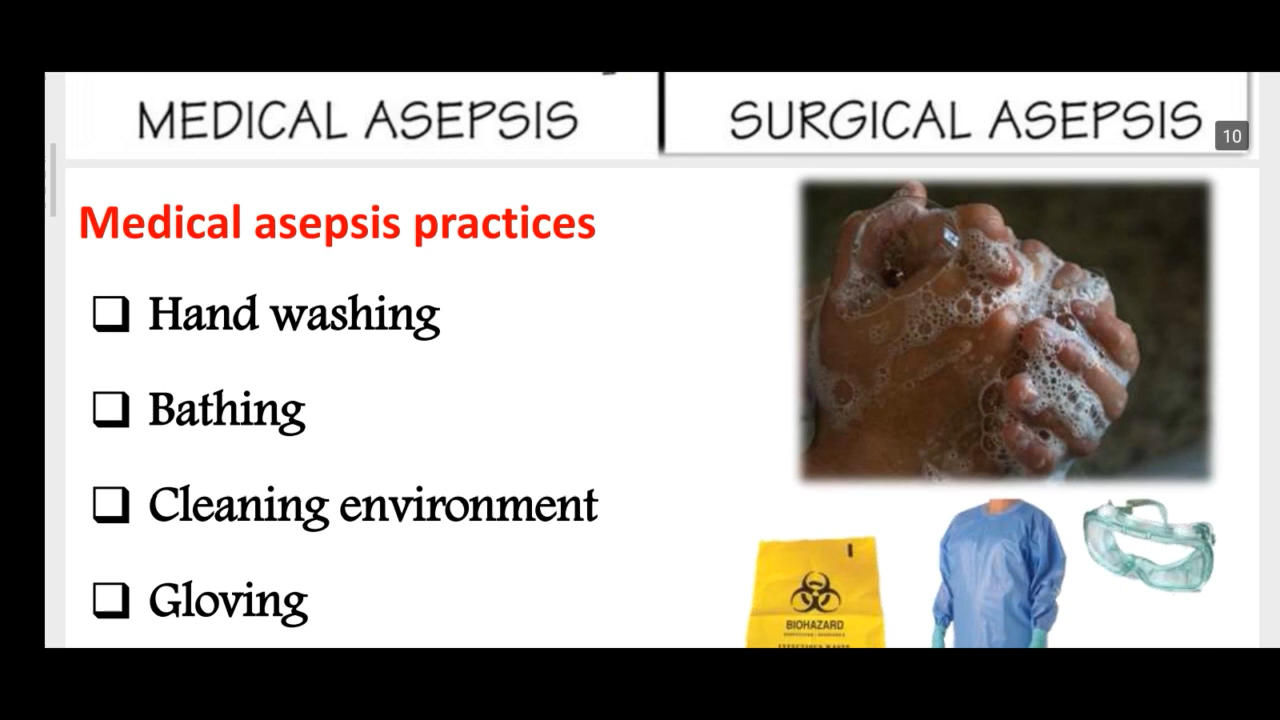 MEDICAL ASEPSIS
SURGICAL ASEPSIS
10
Medical asepsis practices
Hand washing
Bathing
Cleaning environment
Gloving
BIOHAZARD